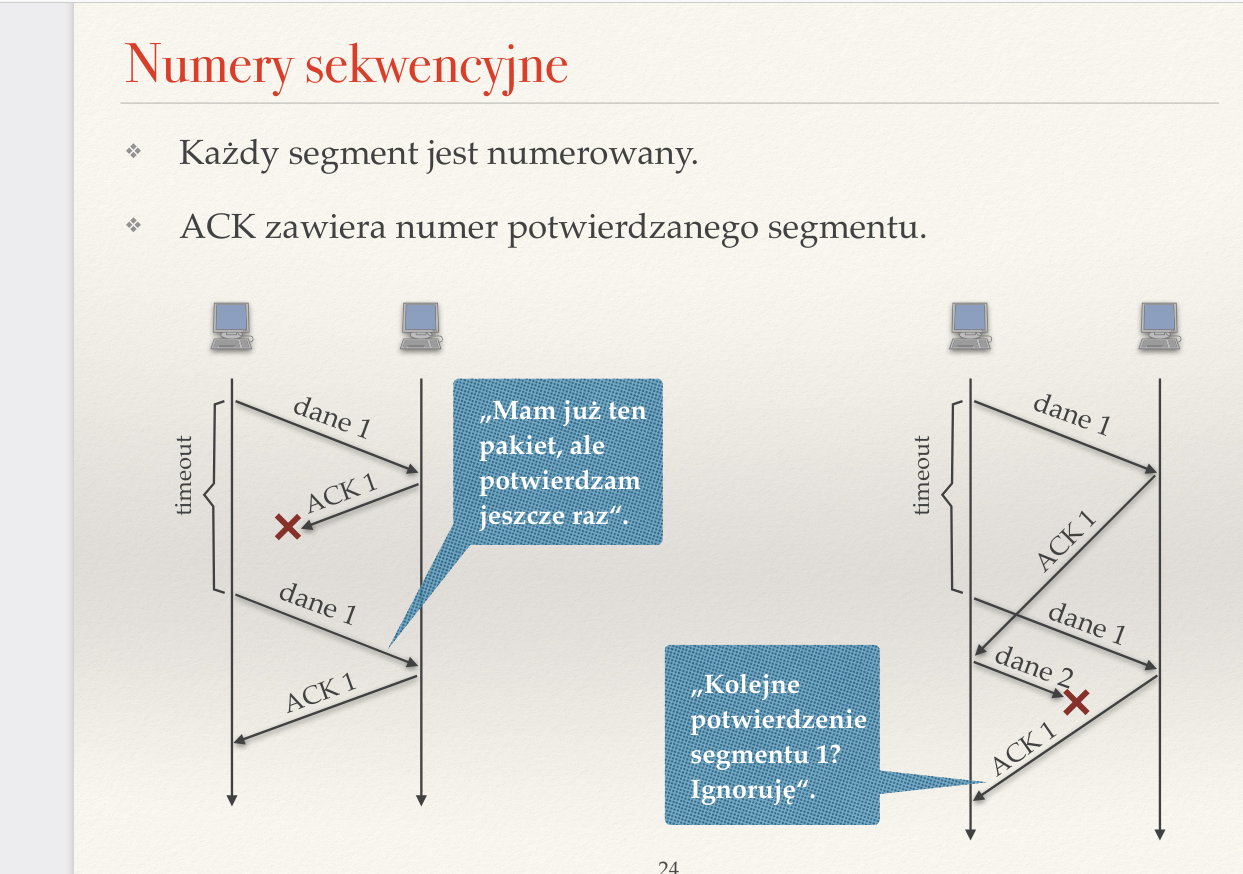 Numery sekwencyjne
❖ Każdy segment jest numerowany.
❖ ACK zawiera numer potwierdzanego segmentu.
timeout
dane 1
ACK 1
dane 1
ACK 1
„Mam już ten
pakiet, ale
potwierdzam
jeszcze raz“.
timeout
dane 1
ACK 1
dane 1
dane 2
ACK 1
„Kolejne
potwierdzenie
segmentu 1?
Ignoruję“.
24